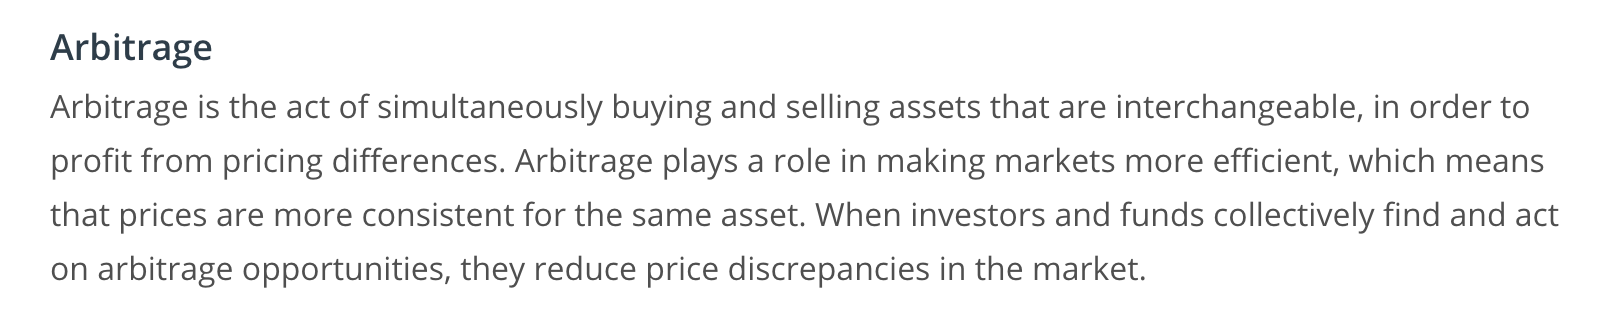 Arbitrage
Arbitrage is the act of simultaneously buying and selling assets that are interchangeable, in order to
profit from pricing differences. Arbitrage plays a role in making markets more efficient, which means
that prices are more consistent for the same asset. When investors and funds collectively find and act
on arbitrage opportunities, they reduce price discrepancies in the market.